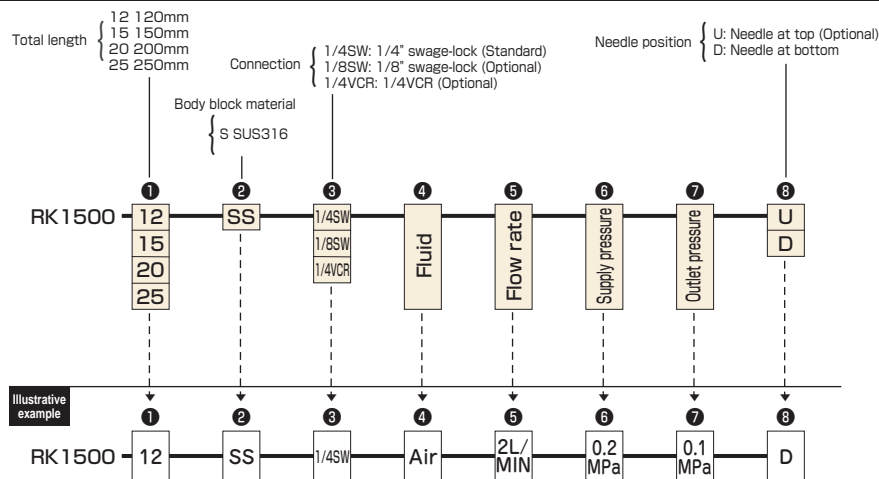 Total length
12 120mm
15 150mm
20 200mm
25 250mm
Connection
1/4SW: 1/4" swage-lock (Standard)
1/8SW: 1/8" swage-lock (Optional)
1/4VCR: 1/4VCR (Optional)
Needle position
U: Needle at top (Optional)
D: Needle at bottom
Body block material
S SUS316
❶ ❷ ❸ ❹ ❺ ❻ ❼ ❽
RK1500 12 SS 1/4SW Fluid Flow rate Supply pressure Outlet pressure U
15 1/8SW D
20 1/4VCR
25
Illustrative
example
❶ ❷ ❸ ❹ ❺ ❻ ❼ ❽
RK1500 12 SS 1/4SW Air 2L/MIN 0.2 MPa 0.1 MPa D